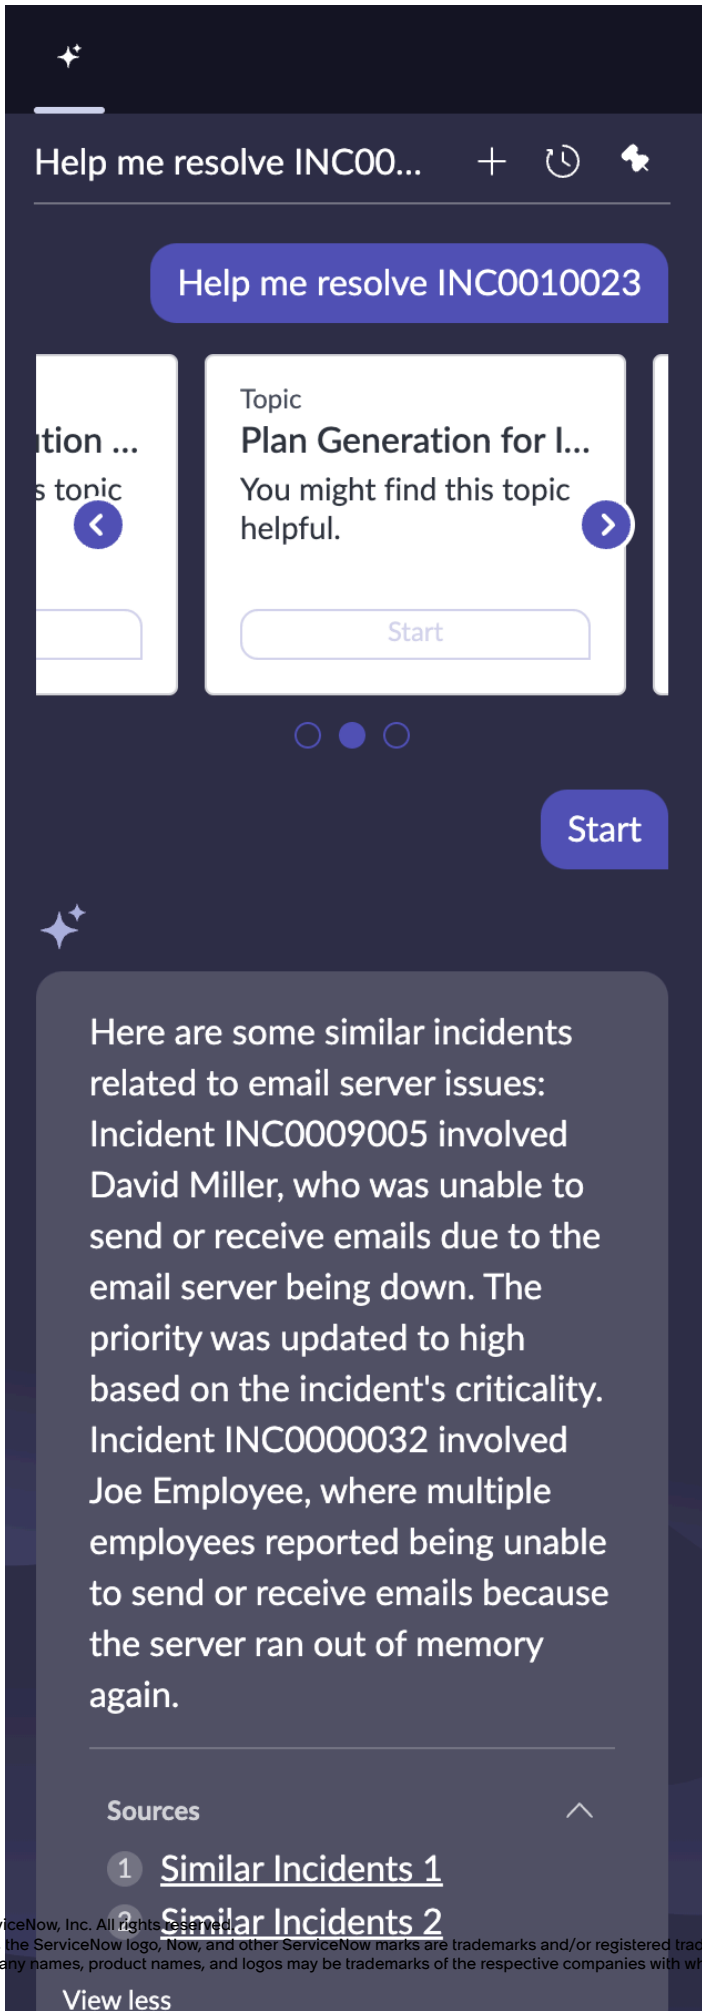 Help me resolve INC00...
Help me resolve INC0010023
Topic
tion ...
Plan Generation for I...
s topic
You might find this topic
helpful.
Start
Start
Here are some similar incidents
related to email server issues:
Incident INC0009005 involved
David Miller, who was unable to
send or receive emails due to the
email server being down. The
priority was updated to high
based on the incident's criticality.
Incident INC0000032 involved
Joe Employee, where multiple
employees reported being unable
to send or receive emails because
the server ran out of memory
again.
Sources
1 Similar Incidents 1
2 Similar Incidents 2
iceNow, Inc. All rights reserved.
the ServiceNow logo, Now, and other ServiceNow marks are trademarks and/or registered trad
any names, product names, and logos may be trademarks of the respective companies with wh
View less